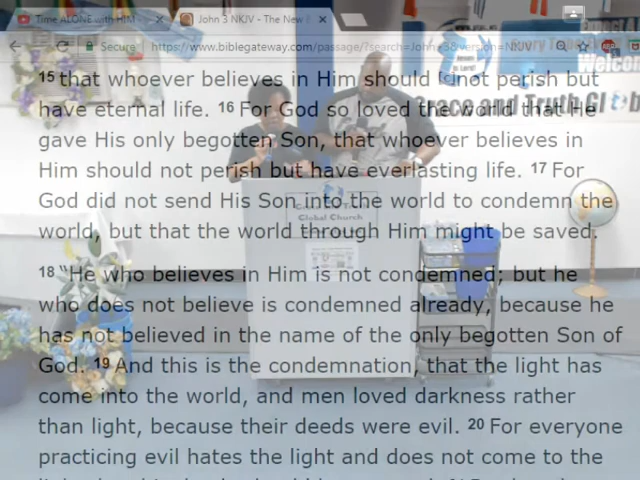 Time ALONE with HIM
John 3 NKJV - The New
Secure
https://www.biblegateway.com/passage/?search=John+3&version=NKJV
Welcom
15 that whoever believes in Him should [c]not perish but
have eternal life. 16 For God so loved the world that He
Grace and Truth Gl b
gave His only begotten Son, that whoever believes in
Him should not perish but have everlasting life. 17 For
God did not send His Son into the world to condemn the
Global Church
world, but that the world through Him might be saved.
18 "He who believes in Him is not condemned; but he
who does not believe is condemned already, because he
has not believed in the name of the only begotten Son of
God. 19 And this is the condemnation, that the light has
come into the world, and men loved darkness rather
than light, because their deeds were evil. 20 For everyone
practicing evil hates the light and does not come to the